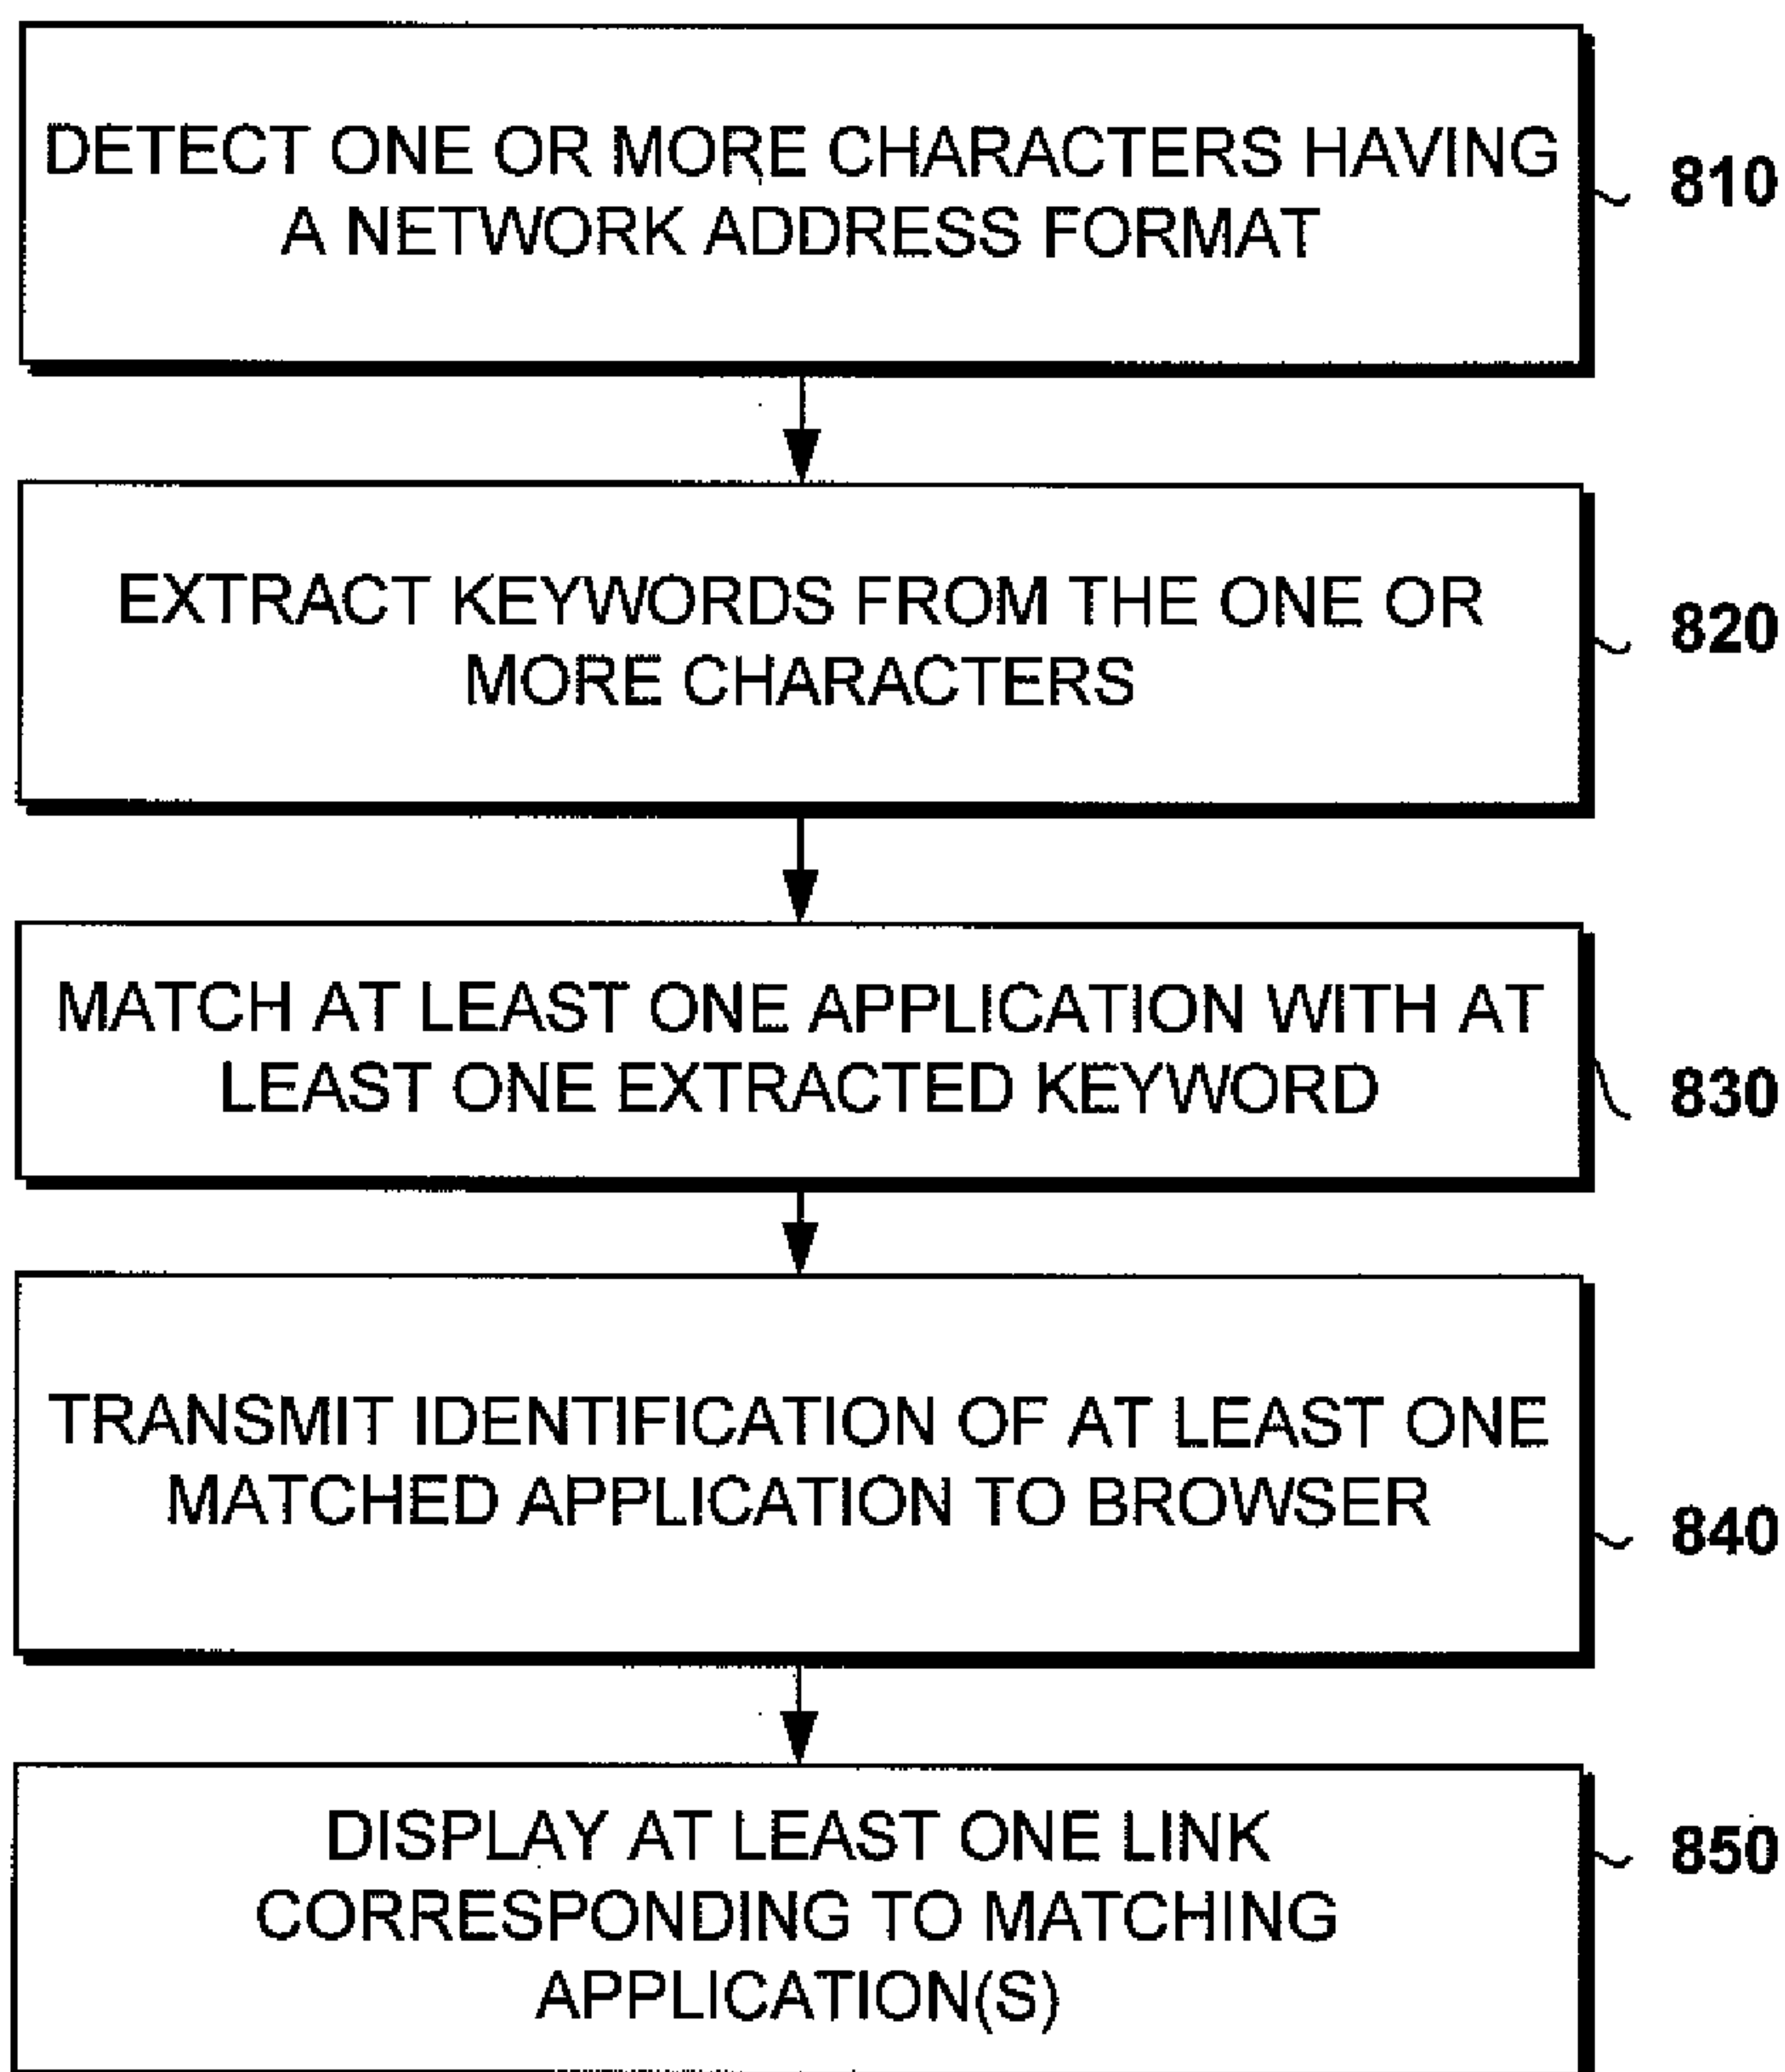 DETECT ONE OR MORE CHARACTERS HAVING
A NETWORK ADDRESS FORMAT
810
EXTRACT KEYWORDS FROM THE ONE OR
MORE CHARACTERS
820
MATCH AT LEAST ONE APPLICATION WITH AT
LEAST ONE EXTRACTED KEYWORD
830
TRANSMIT IDENTIFICATION OF AT LEAST ONE
MATCHED APPLICATION TO BROWSER
840
DISPLAY AT LEAST ONE LINK
CORRESPONDING TO MATCHING
APPLICATION(S)
850